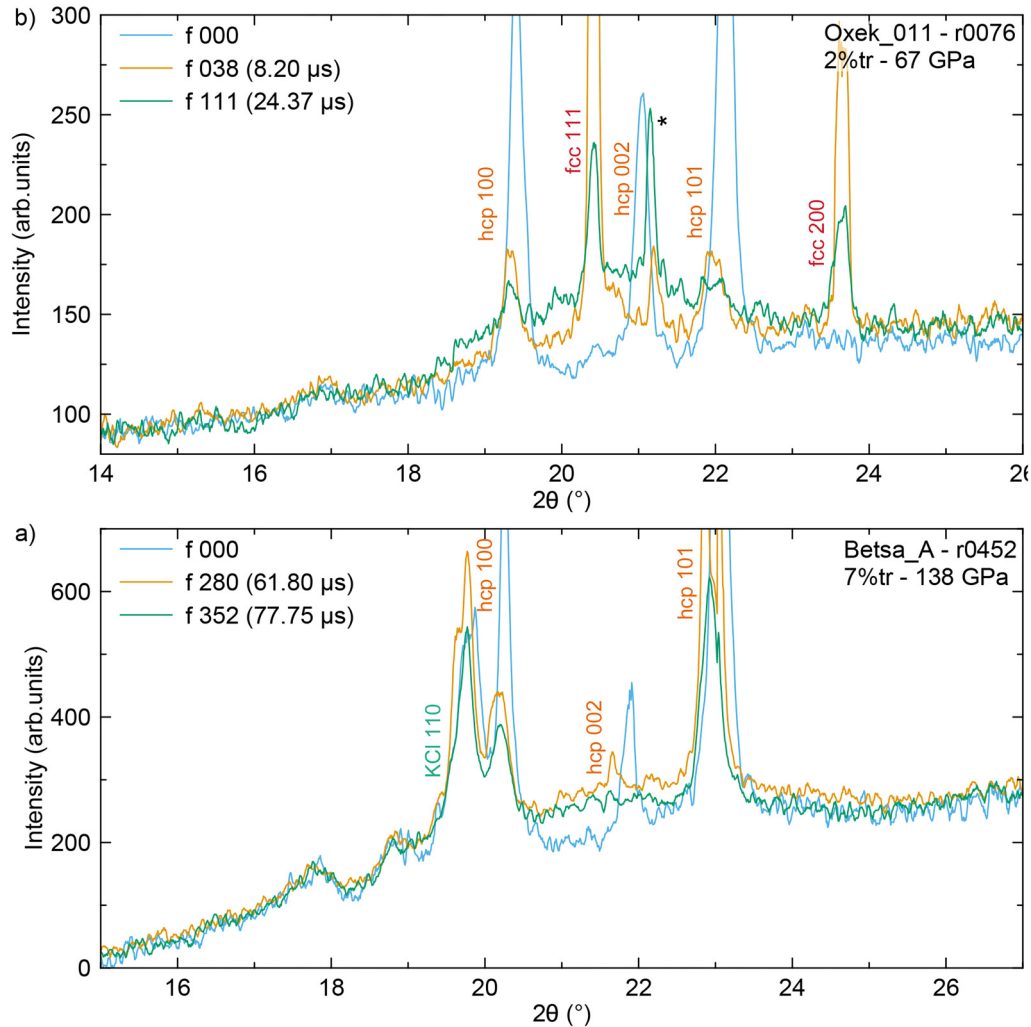 b)
300
250
200
150
100
Intensity (arb.units)
f 000
f 038 (8.20 µs)
f 111 (24.37 µs)
Oxek_011 - r0076
2%tr - 67 GPa
hcp 100
fcc 111
hcp 002
*
hcp 101
fcc 200
14
16
18
20
22
24
26
2θ (°)
a)
600
400
200
0
Intensity (arb.units)
f 000
f 280 (61.80 µs)
f 352 (77.75 µs)
Betsa_A - r0452
7%tr - 138 GPa
KCl 110
hcp 100
hcp 002
hcp 101
16
18
20
22
24
26
2θ (°)